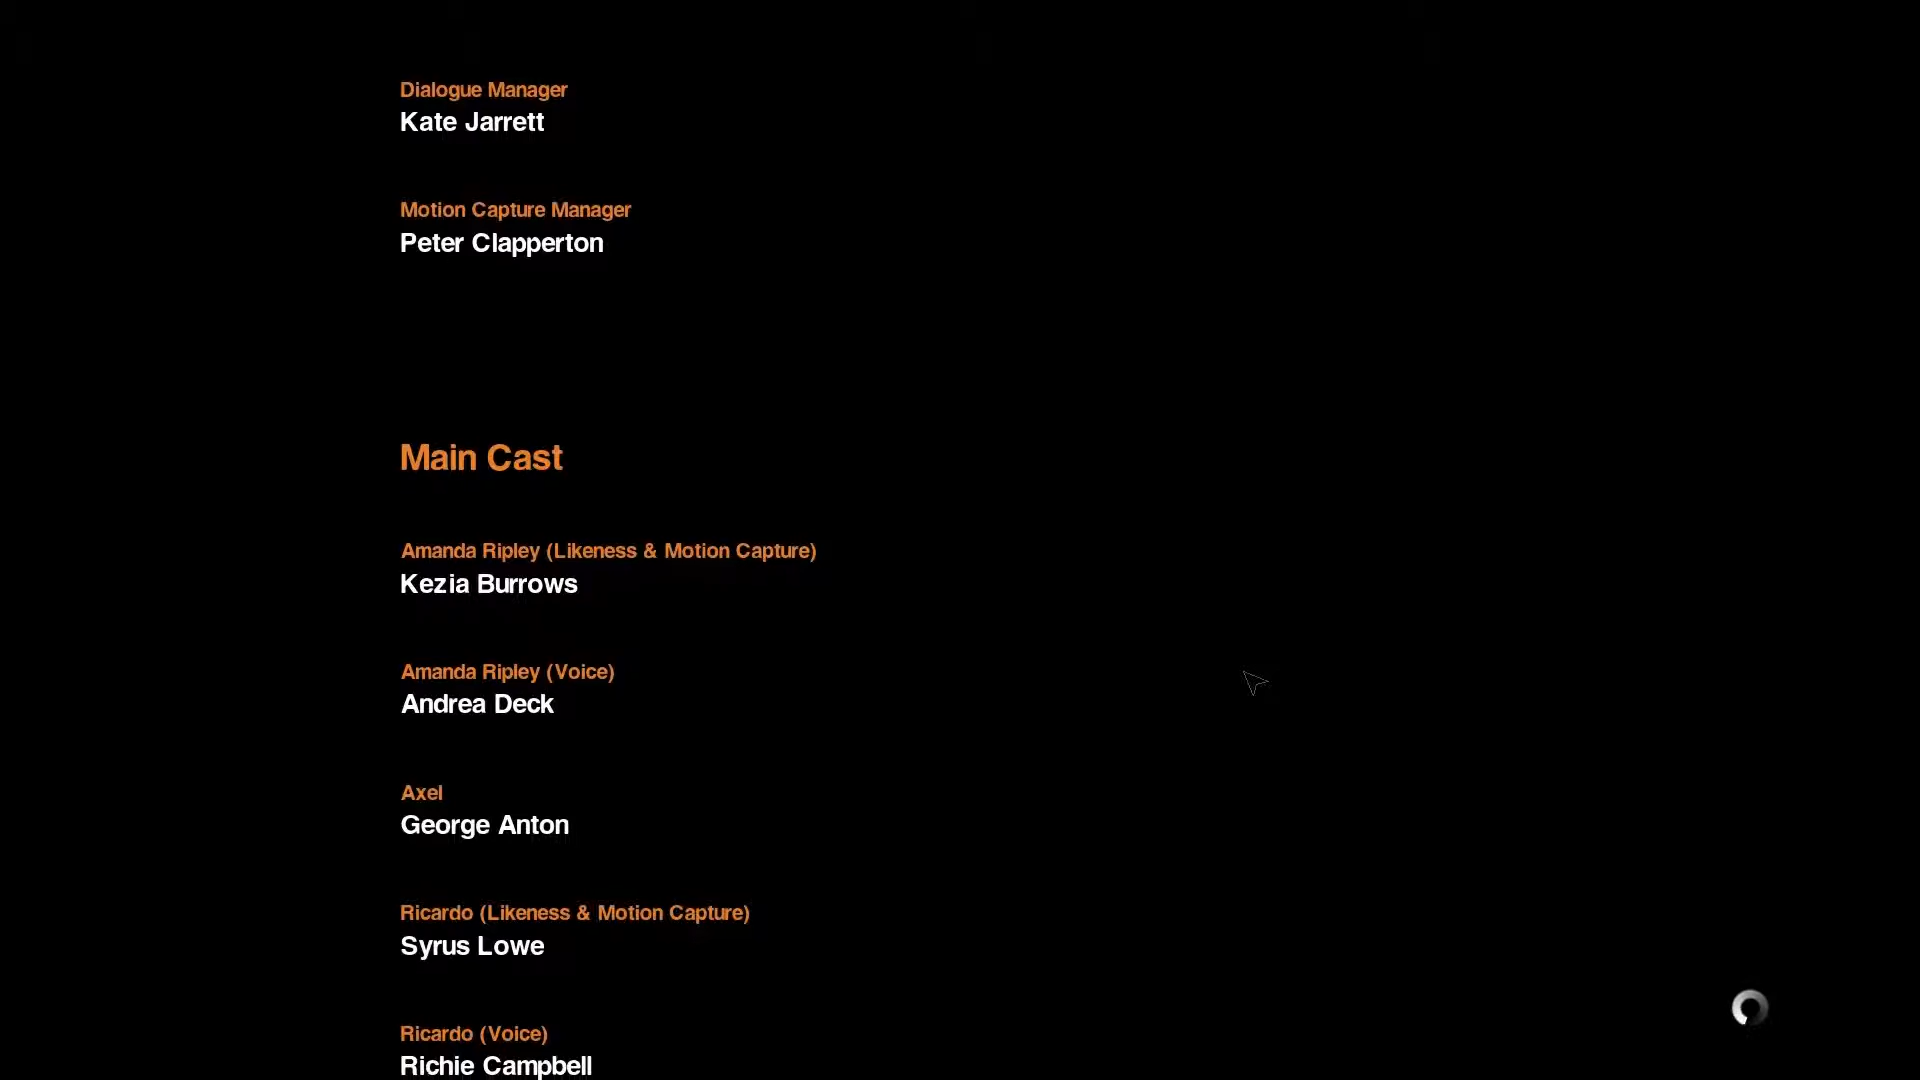 Dialogue Manager
Kate Jarrett
Motion Capture Manager
Peter Clapperton
Main Cast
Amanda Ripley (Likeness & Motion Capture)
Kezia Burrows
Amanda Ripley (Voice)
Andrea Deck
Axel
George Anton
Ricardo (Likeness & Motion Capture)
Syrus Lowe
Ricardo (Voice)
Richie Campbell